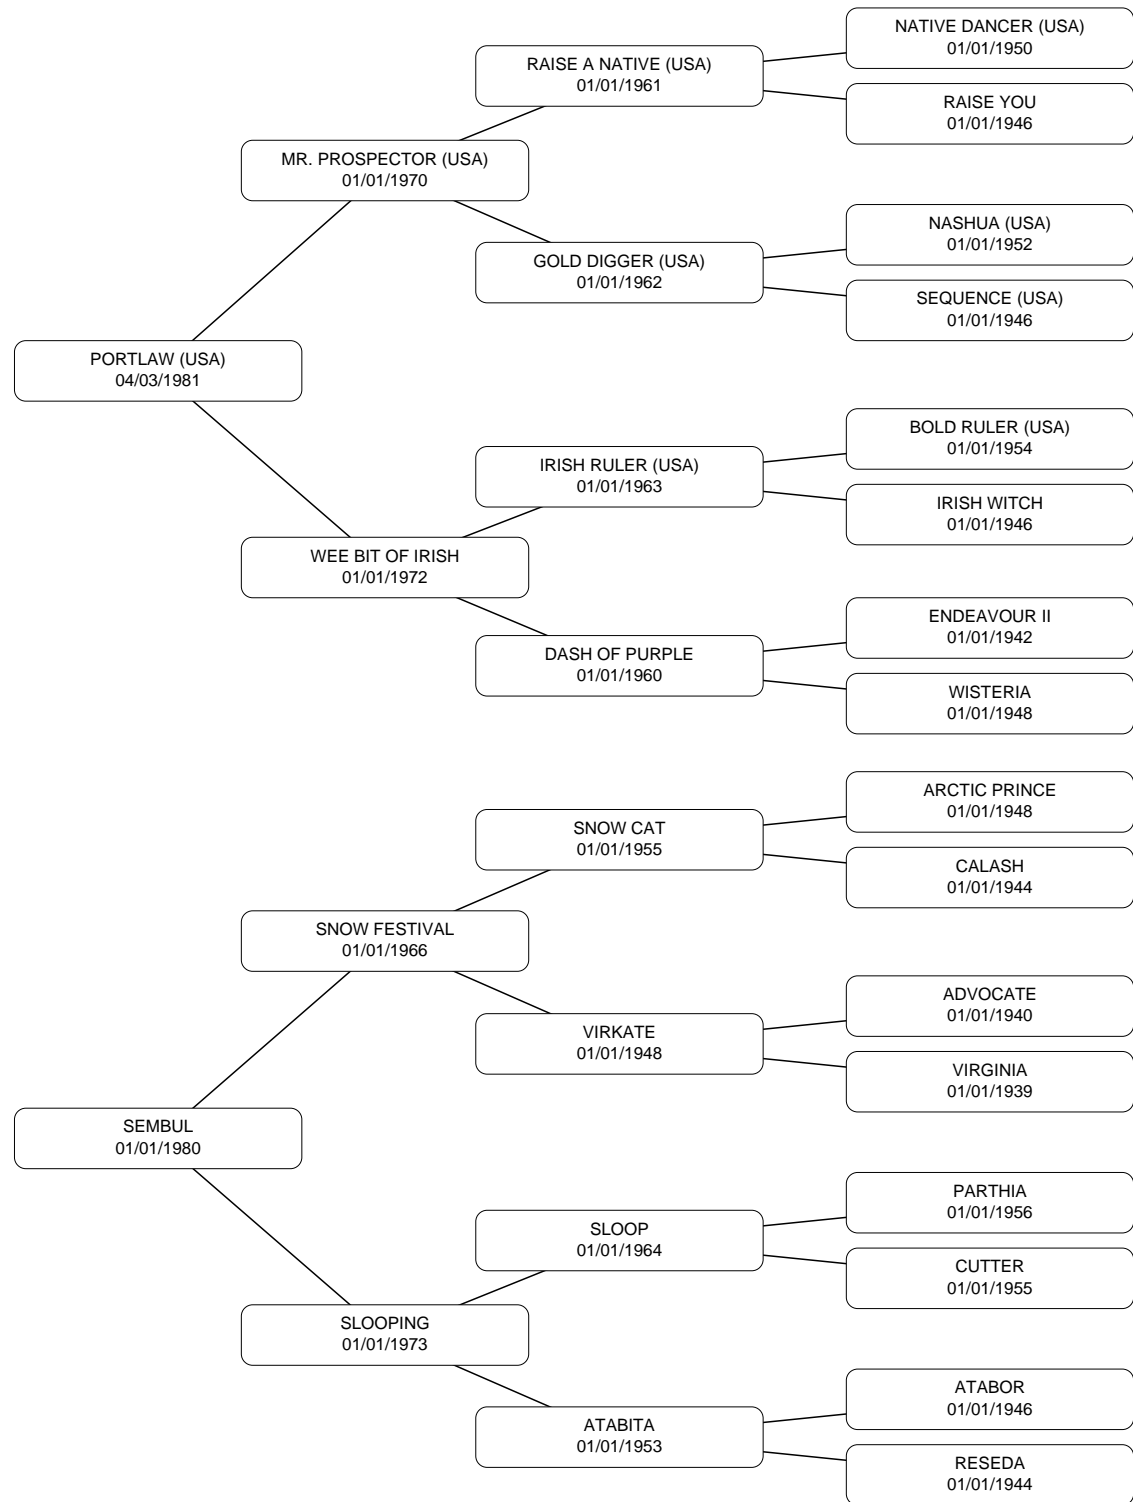 NATIVE DANCER (USA)
01/01/1950
RAISE A NATIVE (USA)
01/01/1961
RAISE YOU
01/01/1946
MR. PROSPECTOR (USA)
01/01/1970
NASHUA (USA)
01/01/1952
GOLD DIGGER (USA)
01/01/1962
SEQUENCE (USA)
01/01/1946
PORTLAW (USA)
04/03/1981
BOLD RULER (USA)
01/01/1954
IRISH RULER (USA)
01/01/1963
IRISH WITCH
01/01/1946
WEE BIT OF IRISH
01/01/1972
ENDEAVOUR II
01/01/1942
DASH OF PURPLE
01/01/1960
WISTERIA
01/01/1948
ARCTIC PRINCE
01/01/1948
SNOW CAT
01/01/1955
CALASH
01/01/1944
SNOW FESTIVAL
01/01/1966
ADVOCATE
01/01/1940
VIRKATE
01/01/1948
VIRGINIA
01/01/1939
SEMBUL
01/01/1980
PARTHIA
01/01/1956
SLOOP
01/01/1964
CUTTER
01/01/1955
SLOOPING
01/01/1973
ATABOR
01/01/1946
ATABITA
01/01/1953
RESEDA
01/01/1944